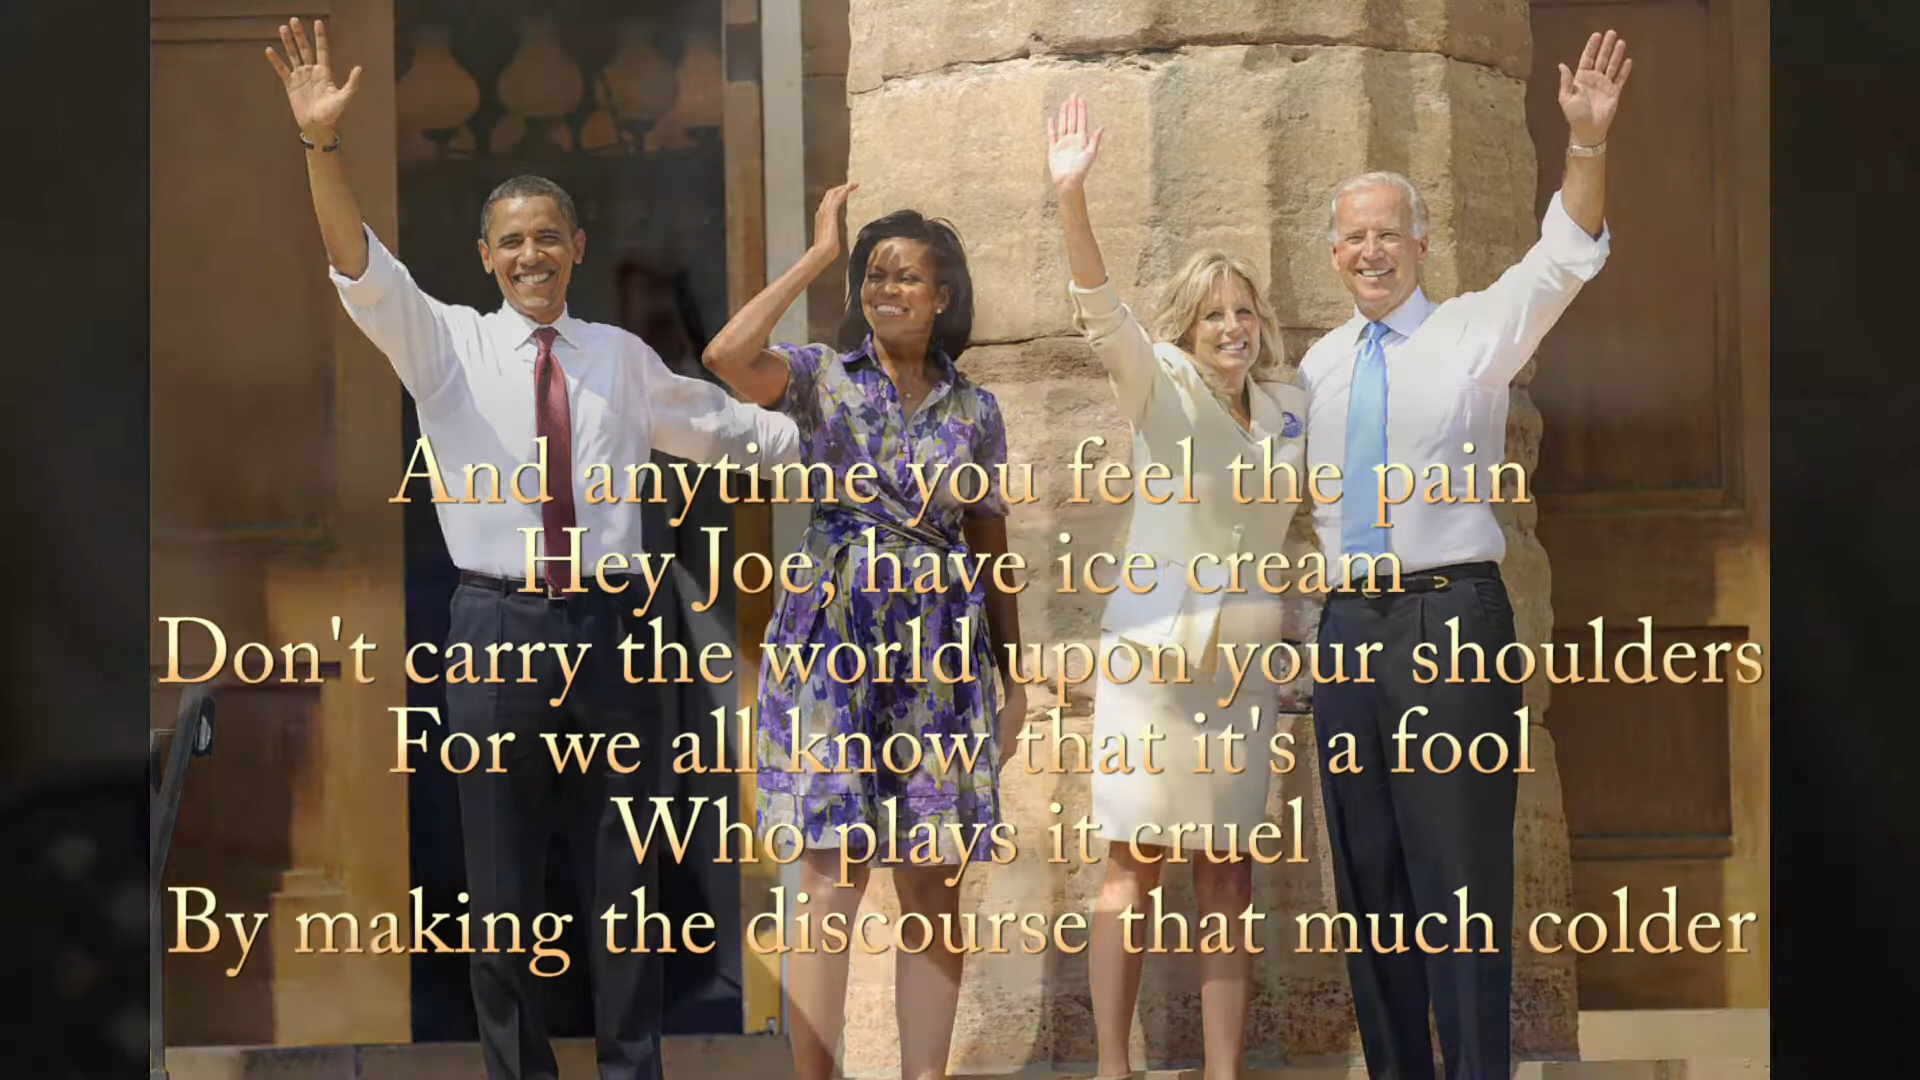 And anytime you feel the pain
Hey Joe, have ice cream
Don't carry the world upon your shoulders
For we all know that it's a fool
Who plays it cruel
By making the discourse that much colder